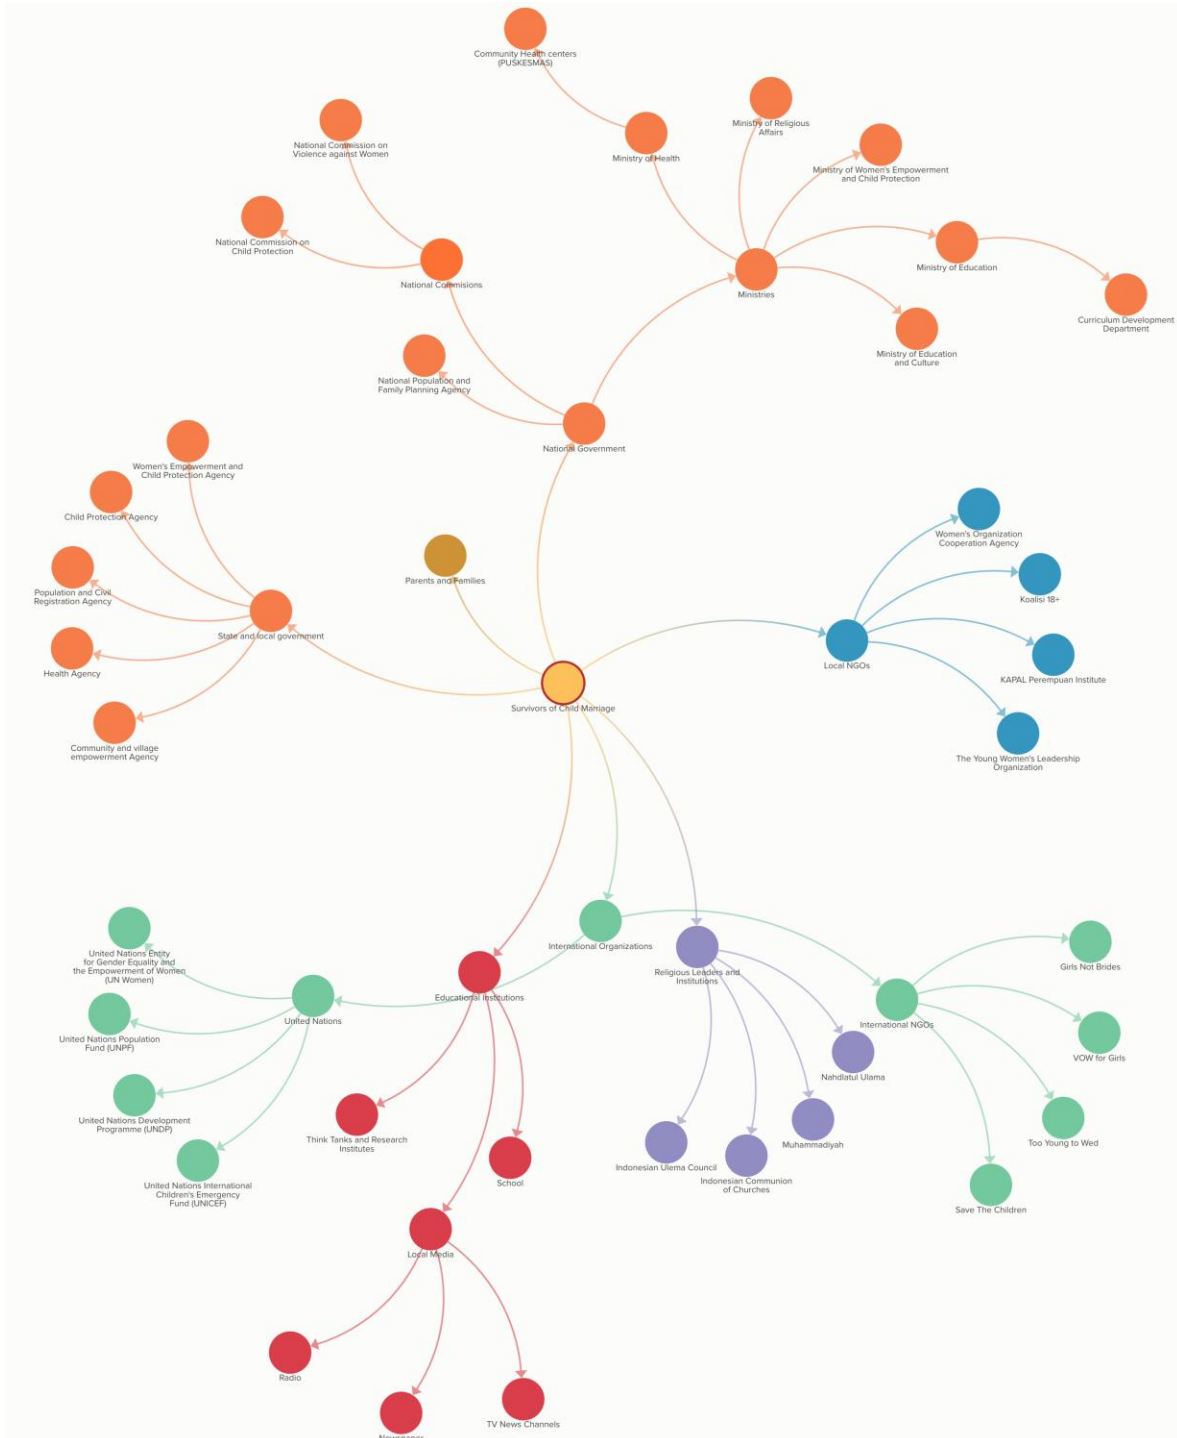 Community Health centers
(PUSKESMAS)
Ministry of Religious
Affairs
National Commission on
Violence against Women
Ministry of Health
Ministry of Women's Empowerment
and Child Protection
National Commission on
Child Protection
National Commisions
Ministries
Ministry of Education
Curriculum Development
Department
Ministry of Education
and Culture
National Population and
Family Planning Agency
National Government
Women's Empowerment and
Child Protection Agency
Child Protection Agency
Population and Civil
Registration Agency
State and local government
Health Agency
Community and village
empowerment Agency
Parents and Families
Survivors of Child Marriage
Women's Organization
Cooperation Agency
Koalisi 18+
Local NGOs
KAPAL Perempuan Institute
The Young Women's Leadership
Organization
United Nations Entity
for Gender Equality and
the Empowerment of Women
(UN Women)
United Nations
United Nations Population
Fund (UNPF)
United Nations Development
Programme (UNDP)
United Nations International
Children's Emergency
Fund (UNICEF)
Educational Institutions
International Organizations
Religious Leaders and
Institutions
International NGOs
Girls Not Brides
VOW for Girls
Too Young to Wed
Save The Children
Nahdlatul Ulama
Muhammadiyah
Indonesian Communion
of Churches
Indonesian Ulema Council
Think Tanks and Research
Institutes
School
Local Media
Radio
TV News Channels